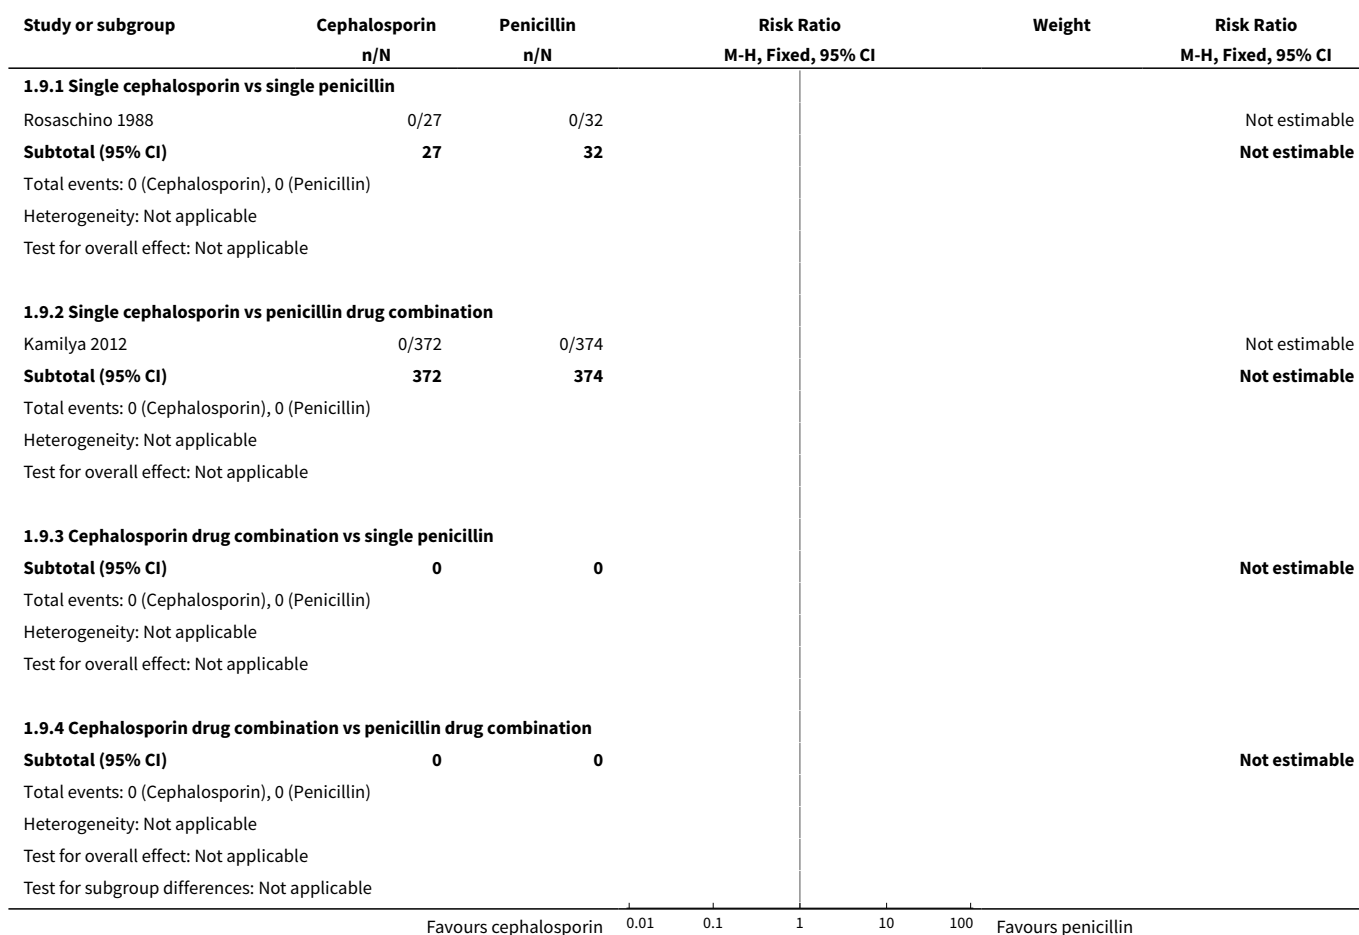 Study or subgroup Cephalosporin Penicillin Risk Ratio Weight Risk Ratio
n/N n/N M-H, Fixed, 95% CI M-H, Fixed, 95% CI
1.9.1 Single cephalosporin vs single penicillin
Rosaschino 1988 0/27 0/32 Not estimable
Subtotal (95% CI) 27 32 Not estimable
Total events: 0 (Cephalosporin), 0 (Penicillin)
Heterogeneity: Not applicable
Test for overall effect: Not applicable
1.9.2 Single cephalosporin vs penicillin drug combination
Kamilya 2012 0/372 0/374 Not estimable
Subtotal (95% CI) 372 374 Not estimable
Total events: 0 (Cephalosporin), 0 (Penicillin)
Heterogeneity: Not applicable
Test for overall effect: Not applicable
1.9.3 Cephalosporin drug combination vs single penicillin
Subtotal (95% CI) 0 0 Not estimable
Total events: 0 (Cephalosporin), 0 (Penicillin)
Heterogeneity: Not applicable
Test for overall effect: Not applicable
1.9.4 Cephalosporin drug combination vs penicillin drug combination
Subtotal (95% CI) 0 0 Not estimable
Total events: 0 (Cephalosporin), 0 (Penicillin)
Heterogeneity: Not applicable
Test for overall effect: Not applicable
Test for subgroup differences: Not applicable
Favours cephalosporin 0.01 0.1 1 10 100 Favours penicillin